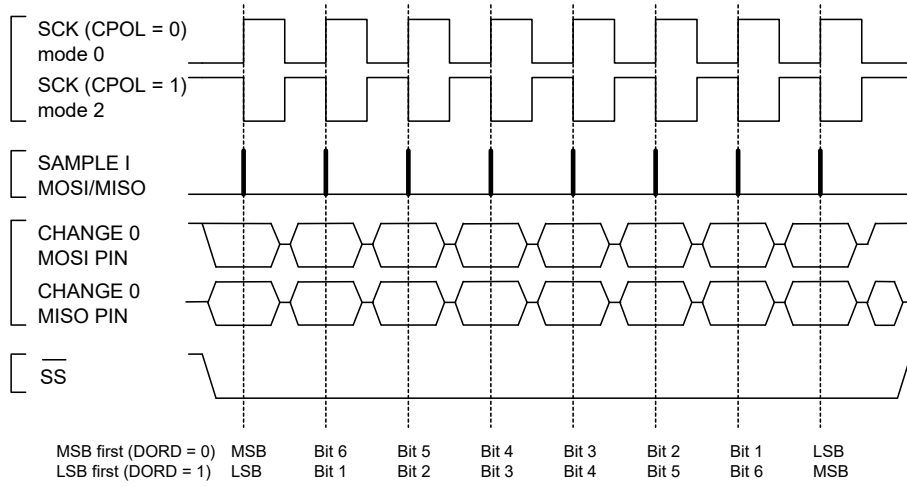 SCK (CPOL = 0)
mode 0
SCK (CPOL = 1)
mode 2
SAMPLE I
MOSI/MISO
CHANGE 0
MOSI PIN
CHANGE 0
MISO PIN
SS
MSB first (DORD = 0) MSB Bit 6 Bit 5 Bit 4 Bit 3 Bit 2 Bit 1 LSB
LSB first (DORD = 1) LSB Bit 1 Bit 2 Bit 3 Bit 4 Bit 5 Bit 6 MSB